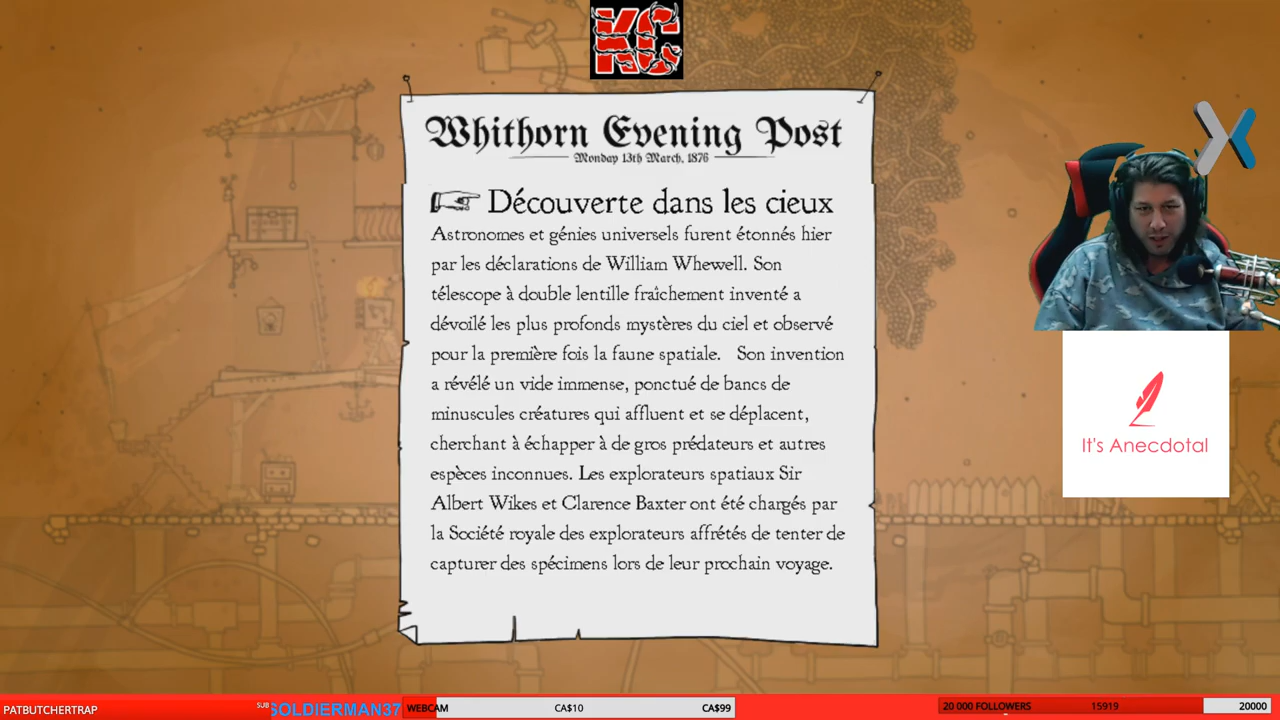 KC
Whithorn Evening Post
Monday 13th March, 1876
Découverte dans les cieux
Astronomes et génies universels furent étonnés hier
par les déclarations de William Whewell. Son
télescope à double lentille fraîchement inventé a
dévoilé les plus profonds mystères du ciel et observé
pour la première fois la faune spatiale. Son invention
a révélé un vide immense, ponctué de bancs de
minuscules créatures qui affluent et se déplacent,
cherchant à échapper à de gros prédateurs et autres
espèces inconnues. Les explorateurs spatiaux Sir
Albert Wikes et Clarence Baxter ont été chargés par
la Société royale des explorateurs affrétés de tenter de
capturer des spécimens lors de leur prochain voyage.
It's Anecdotal
PATBUTCHERTRAP
SUB SOLDIERMAN37
WEBCAM CA$10 CA$99
20 000 FOLLOWERS 15919 20000